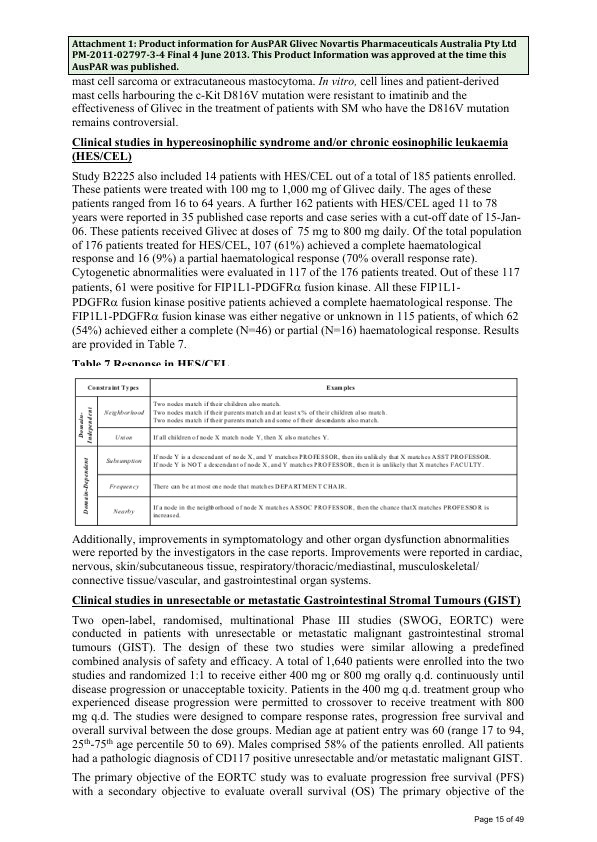 Attachment 1: Product information for AusPAR Glivec Novartis Pharmaceuticals Australia Pty Ltd
PM-2011-02797-3-4 Final 4 June 2013. This Product Information was approved at the time this
AusPAR was published.
mast cell sarcoma or extracutaneous mastocytoma. In vitro, cell lines and patient-derived
mast cells harbouring the c-Kit D816V mutation were resistant to imatinib and the
effectiveness of Glivec in the treatment of patients with SM who have the D816V mutation
remains controversial.
Clinical studies in hypereosinophilic syndrome and/or chronic eosinophilic leukaemia
(HES/CEL)
Study B2225 also included 14 patients with HES/CEL out of a total of 185 patients enrolled.
These patients were treated with 100 mg to 1,000 mg of Glivec daily. The ages of these
patients ranged from 16 to 64 years. A further 162 patients with HES/CEL aged 11 to 78
years were reported in 35 published case reports and case series with a cut-off date of 15-Jan-
06. These patients received Glivec at doses of 75 mg to 800 mg daily. Of the total population
of 176 patients treated for HES/CEL, 107 (61%) achieved a complete haematological
response and 16 (9%) a partial haematological response (70% overall response rate).
Cytogenetic abnormalities were evaluated in 117 of the 176 patients treated. Out of these 117
patients, 61 were positive for FIP1L1-PDGFRα fusion kinase. All these FIP1L1-
PDGFRα fusion kinase positive patients achieved a complete haematological response. The
FIP1L1-PDGFRα fusion kinase was either negative or unknown in 115 patients, of which 62
(54%) achieved either a complete (N=46) or partial (N=16) haematological response. Results
are provided in Table 7.
Table 7 Response in HES/CEL
Constraint Types Examples
Domain-Independent
Neighborhood
Two nodes match if their children also match.
Two nodes match if their parents match and at least x% of their children also match.
Two nodes match if their parents match and some of their descendants also match.
Union
If all children of node X match node Y, then X also matches Y.
Domain-Dependent
Subsumption
If node Y is a descendant of node X, and Y matches PROFESSOR, then it is unlikely that X matches ASST PROFESSOR.
If node Y is NOT a descendant of node X, and Y matches PROFESSOR, then it is unlikely that X matches FACULTY.
Frequency
There can be at most one node that matches DEPARTMENT CHAIR.
Nearby
If a node in the neighborhood of node X matches ASSOC PROFESSOR, then the chance that X matches PROFESSOR is
increased.
Additionally, improvements in symptomatology and other organ dysfunction abnormalities
were reported by the investigators in the case reports. Improvements were reported in cardiac,
nervous, skin/subcutaneous tissue, respiratory/thoracic/mediastinal, musculoskeletal/
connective tissue/vascular, and gastrointestinal organ systems.
Clinical studies in unresectable or metastatic Gastrointestinal Stromal Tumours (GIST)
Two open-label, randomised, multinational Phase III studies (SWOG, EORTC) were
conducted in patients with unresectable or metastatic malignant gastrointestinal stromal
tumours (GIST). The design of these two studies were similar allowing a predefined
combined analysis of safety and efficacy. A total of 1,640 patients were enrolled into the two
studies and randomized 1:1 to receive either 400 mg or 800 mg orally q.d. continuously until
disease progression or unacceptable toxicity. Patients in the 400 mg q.d. treatment group who
experienced disease progression were permitted to crossover to receive treatment with 800
mg q.d. The studies were designed to compare response rates, progression free survival and
overall survival between the dose groups. Median age at patient entry was 60 (range 17 to 94,
25th-75th age percentile 50 to 69). Males comprised 58% of the patients enrolled. All patients
had a pathologic diagnosis of CD117 positive unresectable and/or metastatic malignant GIST.
The primary objective of the EORTC study was to evaluate progression free survival (PFS)
with a secondary objective to evaluate overall survival (OS) The primary objective of the
Page 15 of 49